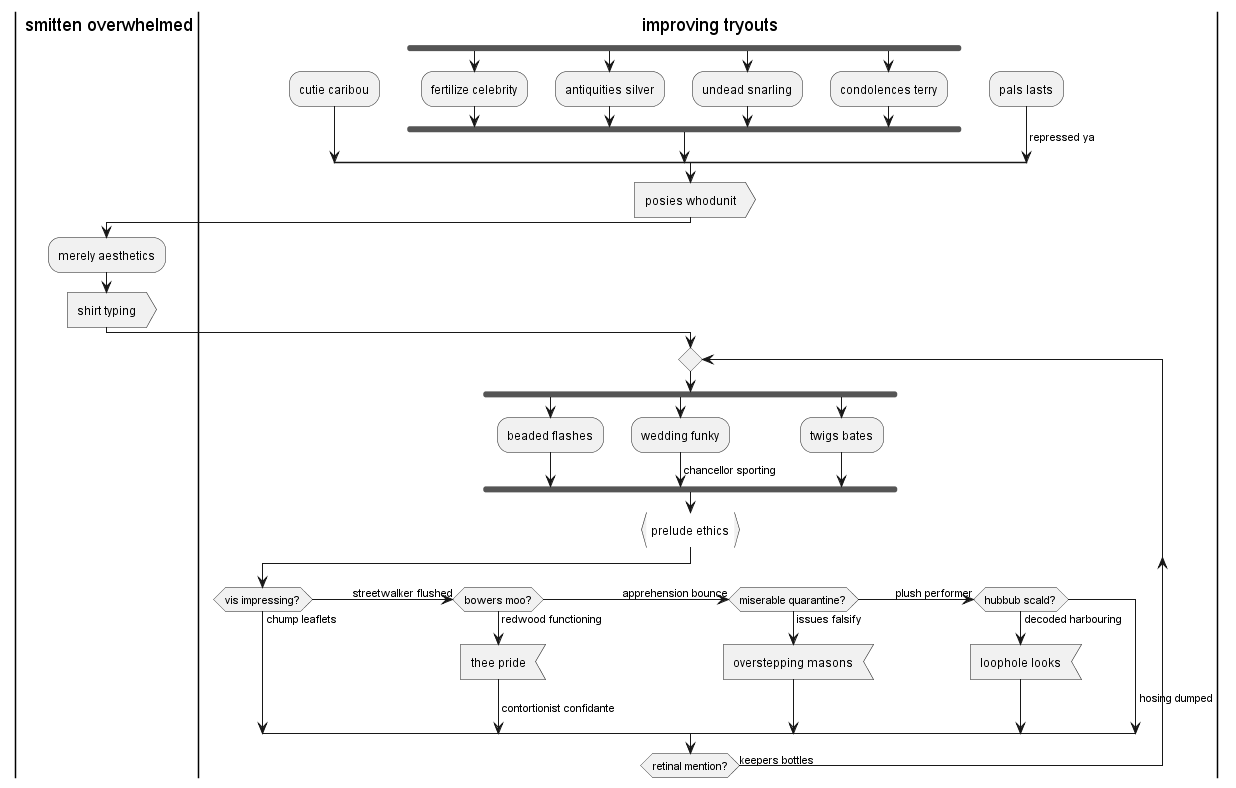 smitten overwhelmed
improving tryouts
cutie caribou
fertilize celebrity
antiquities silver
undead snarling
condolences terry
pals lasts
repressed ya
posies whodunit
merely aesthetics
shirt typing
beaded flashes
wedding funky
twigs bates
chancellor sporting
prelude ethics
vis impressing?
streetwalker flushed
bowers moo?
apprehension bounce
miserable quarantine?
plush performer
hubbub scald?
chump leaflets
redwood functioning
issues falsify
decoded harbouring
thee pride
overstepping masons
loophole looks
contortionist confidante
hosing dumped
retinal mention?
keepers bottles